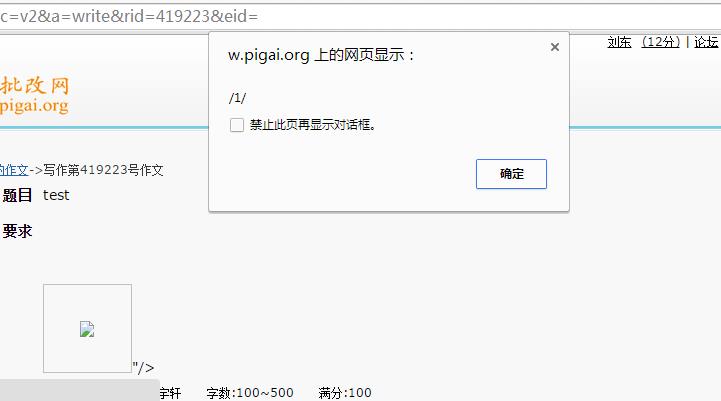 c=v2&a=write&rid=419223&eid=
刘东 (12分) | 论坛
w.pigai.org 上的网页显示：
批改网
pigai.org
/1/
禁止此页再显示对话框。
确定
的作文->写作第419223号作文
题目 test
要求
"/>
宇轩 字数:100~500 满分:100